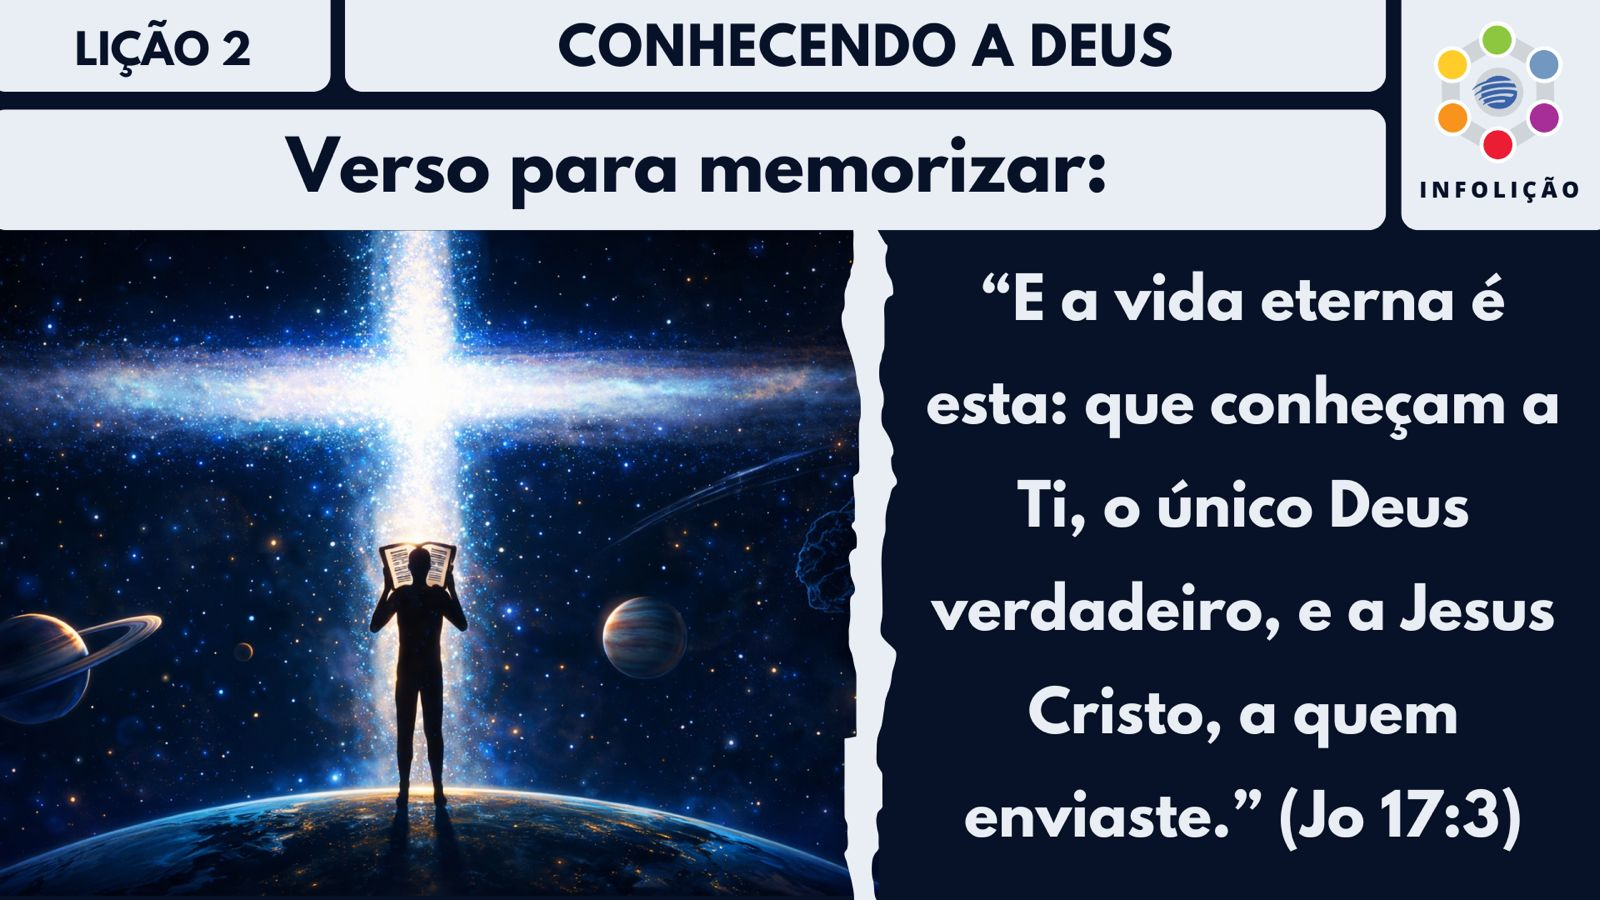 LIÇÃO 2
CONHECENDO A DEUS
Verso para memorizar:
INFOLIÇÃO
“E a vida eterna é
esta: que conheçam a
Ti, o único Deus
verdadeiro, e a Jesus
Cristo, a quem
enviaste.” (Jo 17:3)